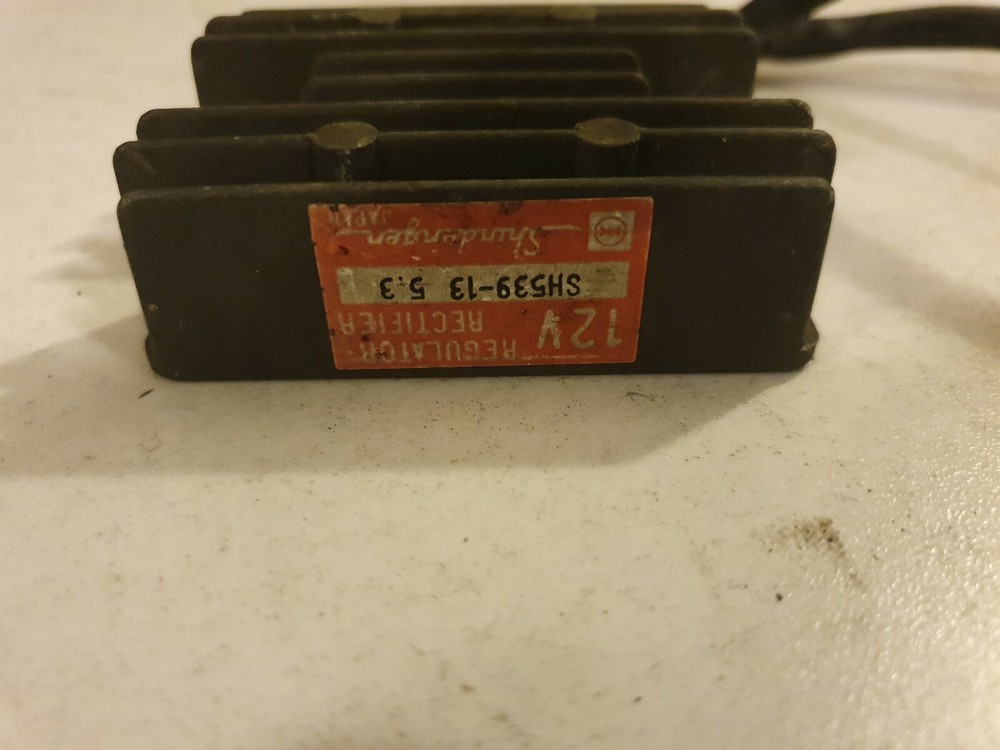 12V REGULATOR
RECTIFIER
SH539-13 5.3
Shindengen
JAPAN